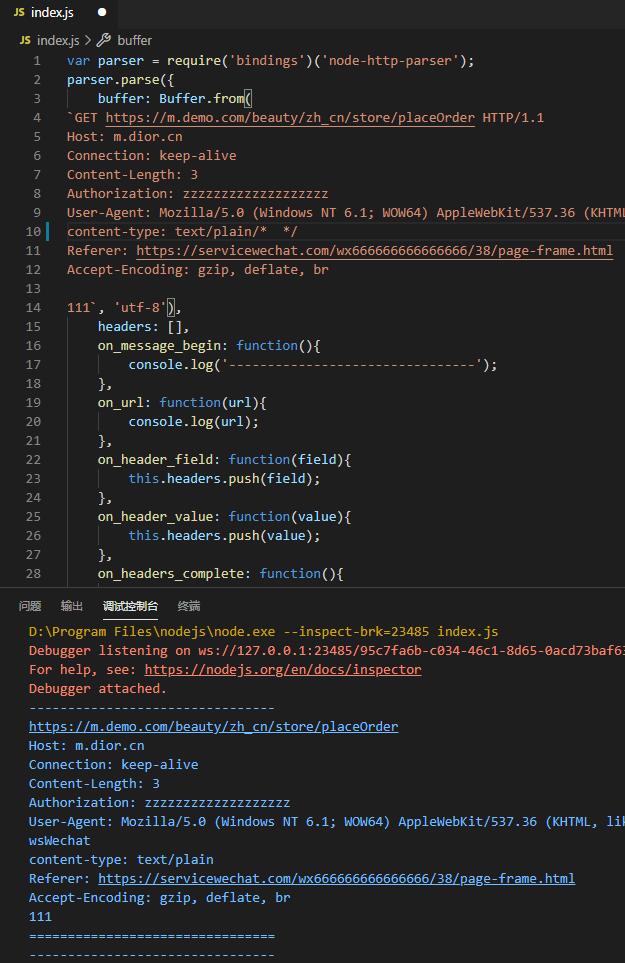 JS index.js ●
JS index.js > buffer
1 var parser = require('bindings')('node-http-parser');
2 parser.parse({
3 buffer: Buffer.from(
4 `GET https://m.demo.com/beauty/zh_cn/store/placeOrder HTTP/1.1
5 Host: m.dior.cn
6 Connection: keep-alive
7 Content-Length: 3
8 Authorization: zzzzzzzzzzzzzzzzzzz
9 User-Agent: Mozilla/5.0 (Windows NT 6.1; WOW64) AppleWebKit/537.36 (KHTML
10 content-type: text/plain/*  */
11 Referer: https://servicewechat.com/wx666666666666666/38/page-frame.html
12 Accept-Encoding: gzip, deflate, br
13
14 111`, 'utf-8'),
15 headers: [],
16 on_message_begin: function(){
17 console.log('--------------------------------');
18 },
19 on_url: function(url){
20 console.log(url);
21 },
22 on_header_field: function(field){
23 this.headers.push(field);
24 },
25 on_header_value: function(value){
26 this.headers.push(value);
27 },
28 on_headers_complete: function(){
问题 输出 调试控制台 终端
D:\Program Files\nodejs\node.exe --inspect-brk=23485 index.js
Debugger listening on ws://127.0.0.1:23485/95c7fa6b-c034-46c1-8d65-0acd73baf63
For help, see: https://nodejs.org/en/docs/inspector
Debugger attached.
--------------------------------
https://m.demo.com/beauty/zh_cn/store/placeOrder
Host: m.dior.cn
Connection: keep-alive
Content-Length: 3
Authorization: zzzzzzzzzzzzzzzzzzz
User-Agent: Mozilla/5.0 (Windows NT 6.1; WOW64) AppleWebKit/537.36 (KHTML, lik
wsWechat
content-type: text/plain
Referer: https://servicewechat.com/wx666666666666666/38/page-frame.html
Accept-Encoding: gzip, deflate, br
111
================================
--------------------------------